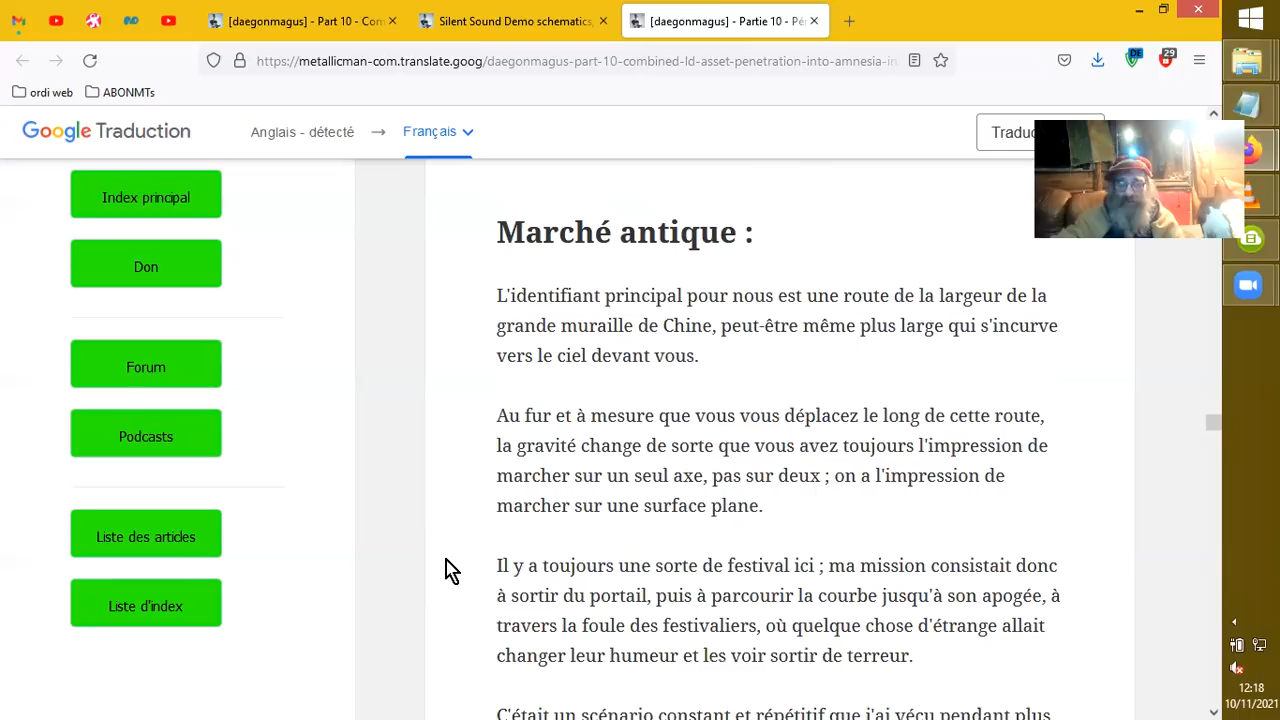 [daegonmagus] - Part 10 - Com
Silent Sound Demo schematics,
[daegonmagus] - Partie 10 - Pé
https://metallicman-com.translate.goog/daegonmagus-part-10-combined-ld-asset-penetration-into-amnesia-in
DE
29
ordi web
ABONMTs
Google Traduction
Anglais - détecté
Français
Traduc
Index principal
Don
Forum
Podcasts
Liste des articles
Liste d'index
Marché antique :
L'identifiant principal pour nous est une route de la largeur de la
grande muraille de Chine, peut-être même plus large qui s'incurve
vers le ciel devant vous.
Au fur et à mesure que vous vous déplacez le long de cette route,
la gravité change de sorte que vous avez toujours l'impression de
marcher sur un seul axe, pas sur deux ; on a l'impression de
marcher sur une surface plane.
Il y a toujours une sorte de festival ici ; ma mission consistait donc
à sortir du portail, puis à parcourir la courbe jusqu'à son apogée, à
travers la foule des festivaliers, où quelque chose d'étrange allait
changer leur humeur et les voir sortir de terreur.
C'était un scénario constant et répétitif que j'ai vécu pendant plus
12:18
10/11/2021